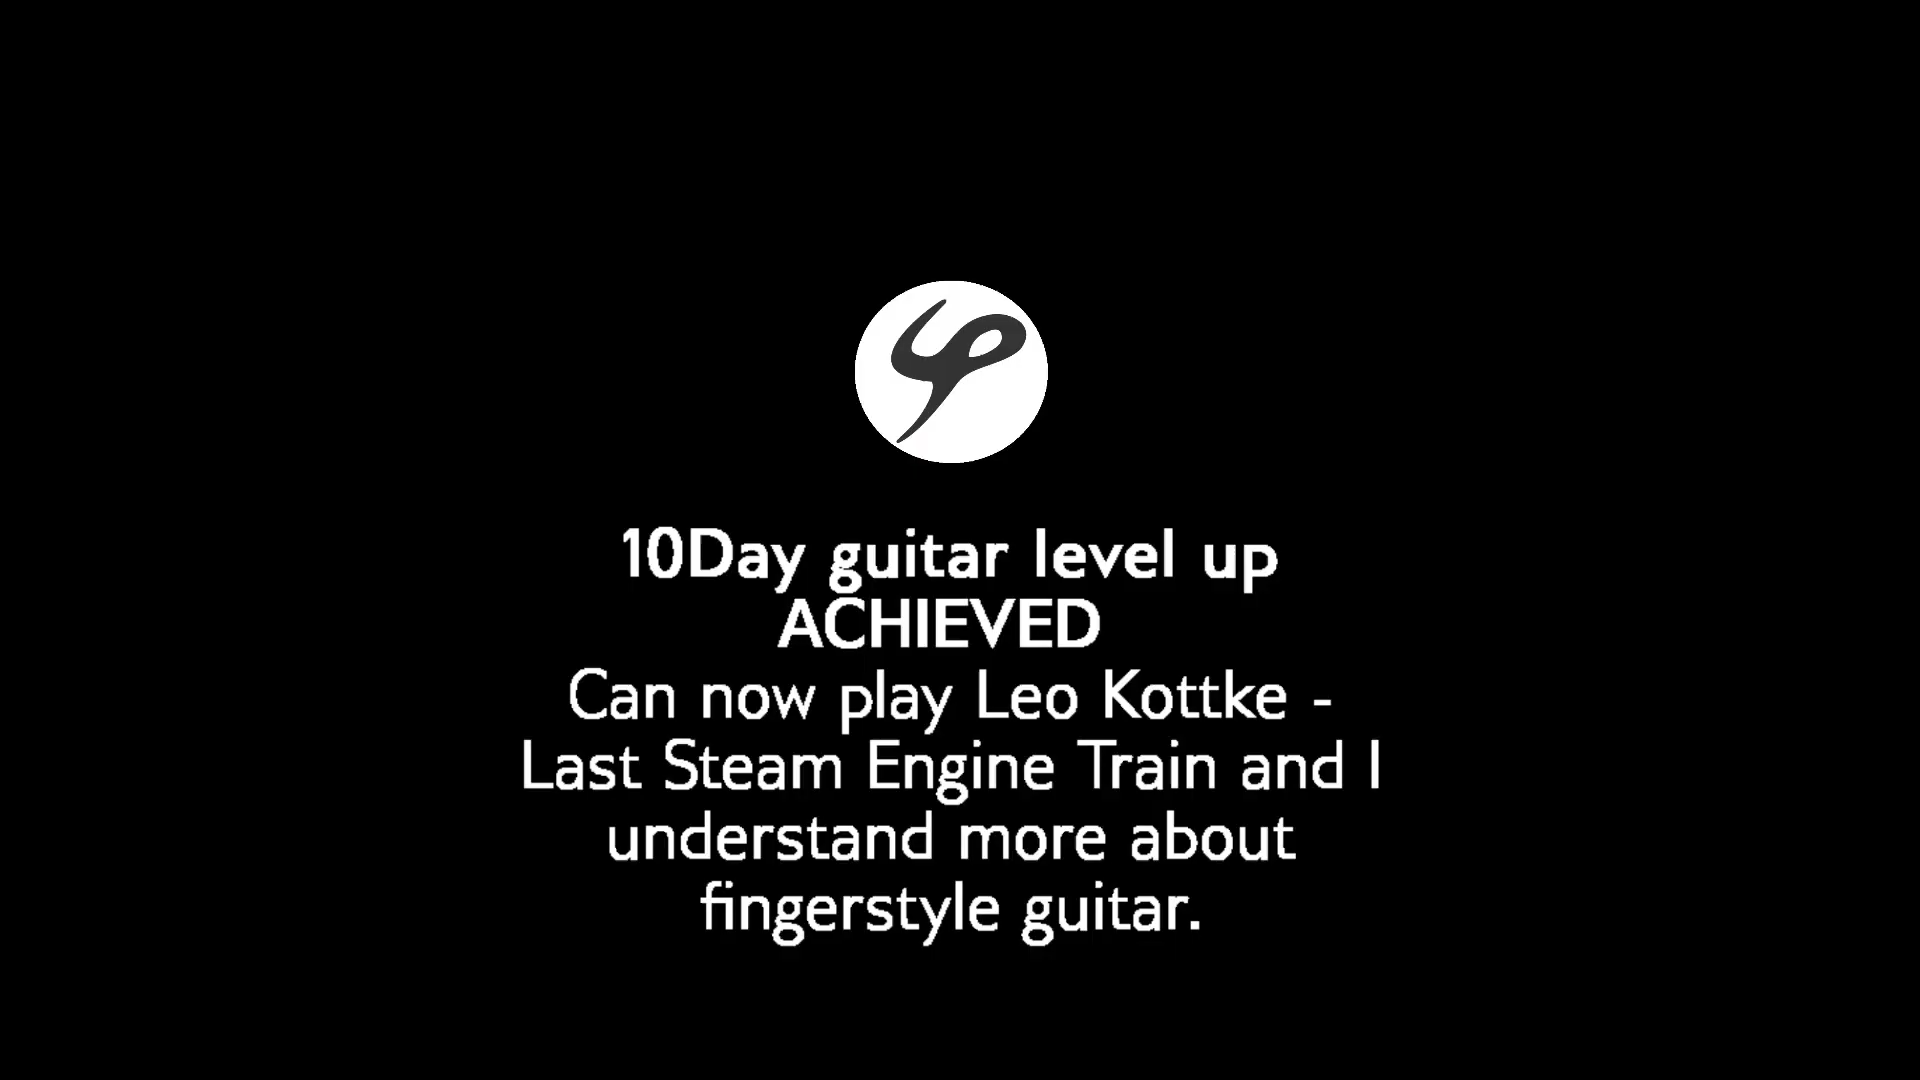 10Day guitar level up
ACHIEVED
Can now play Leo Kottke -
Last Steam Engine Train and I
understand more about
fingerstyle guitar.